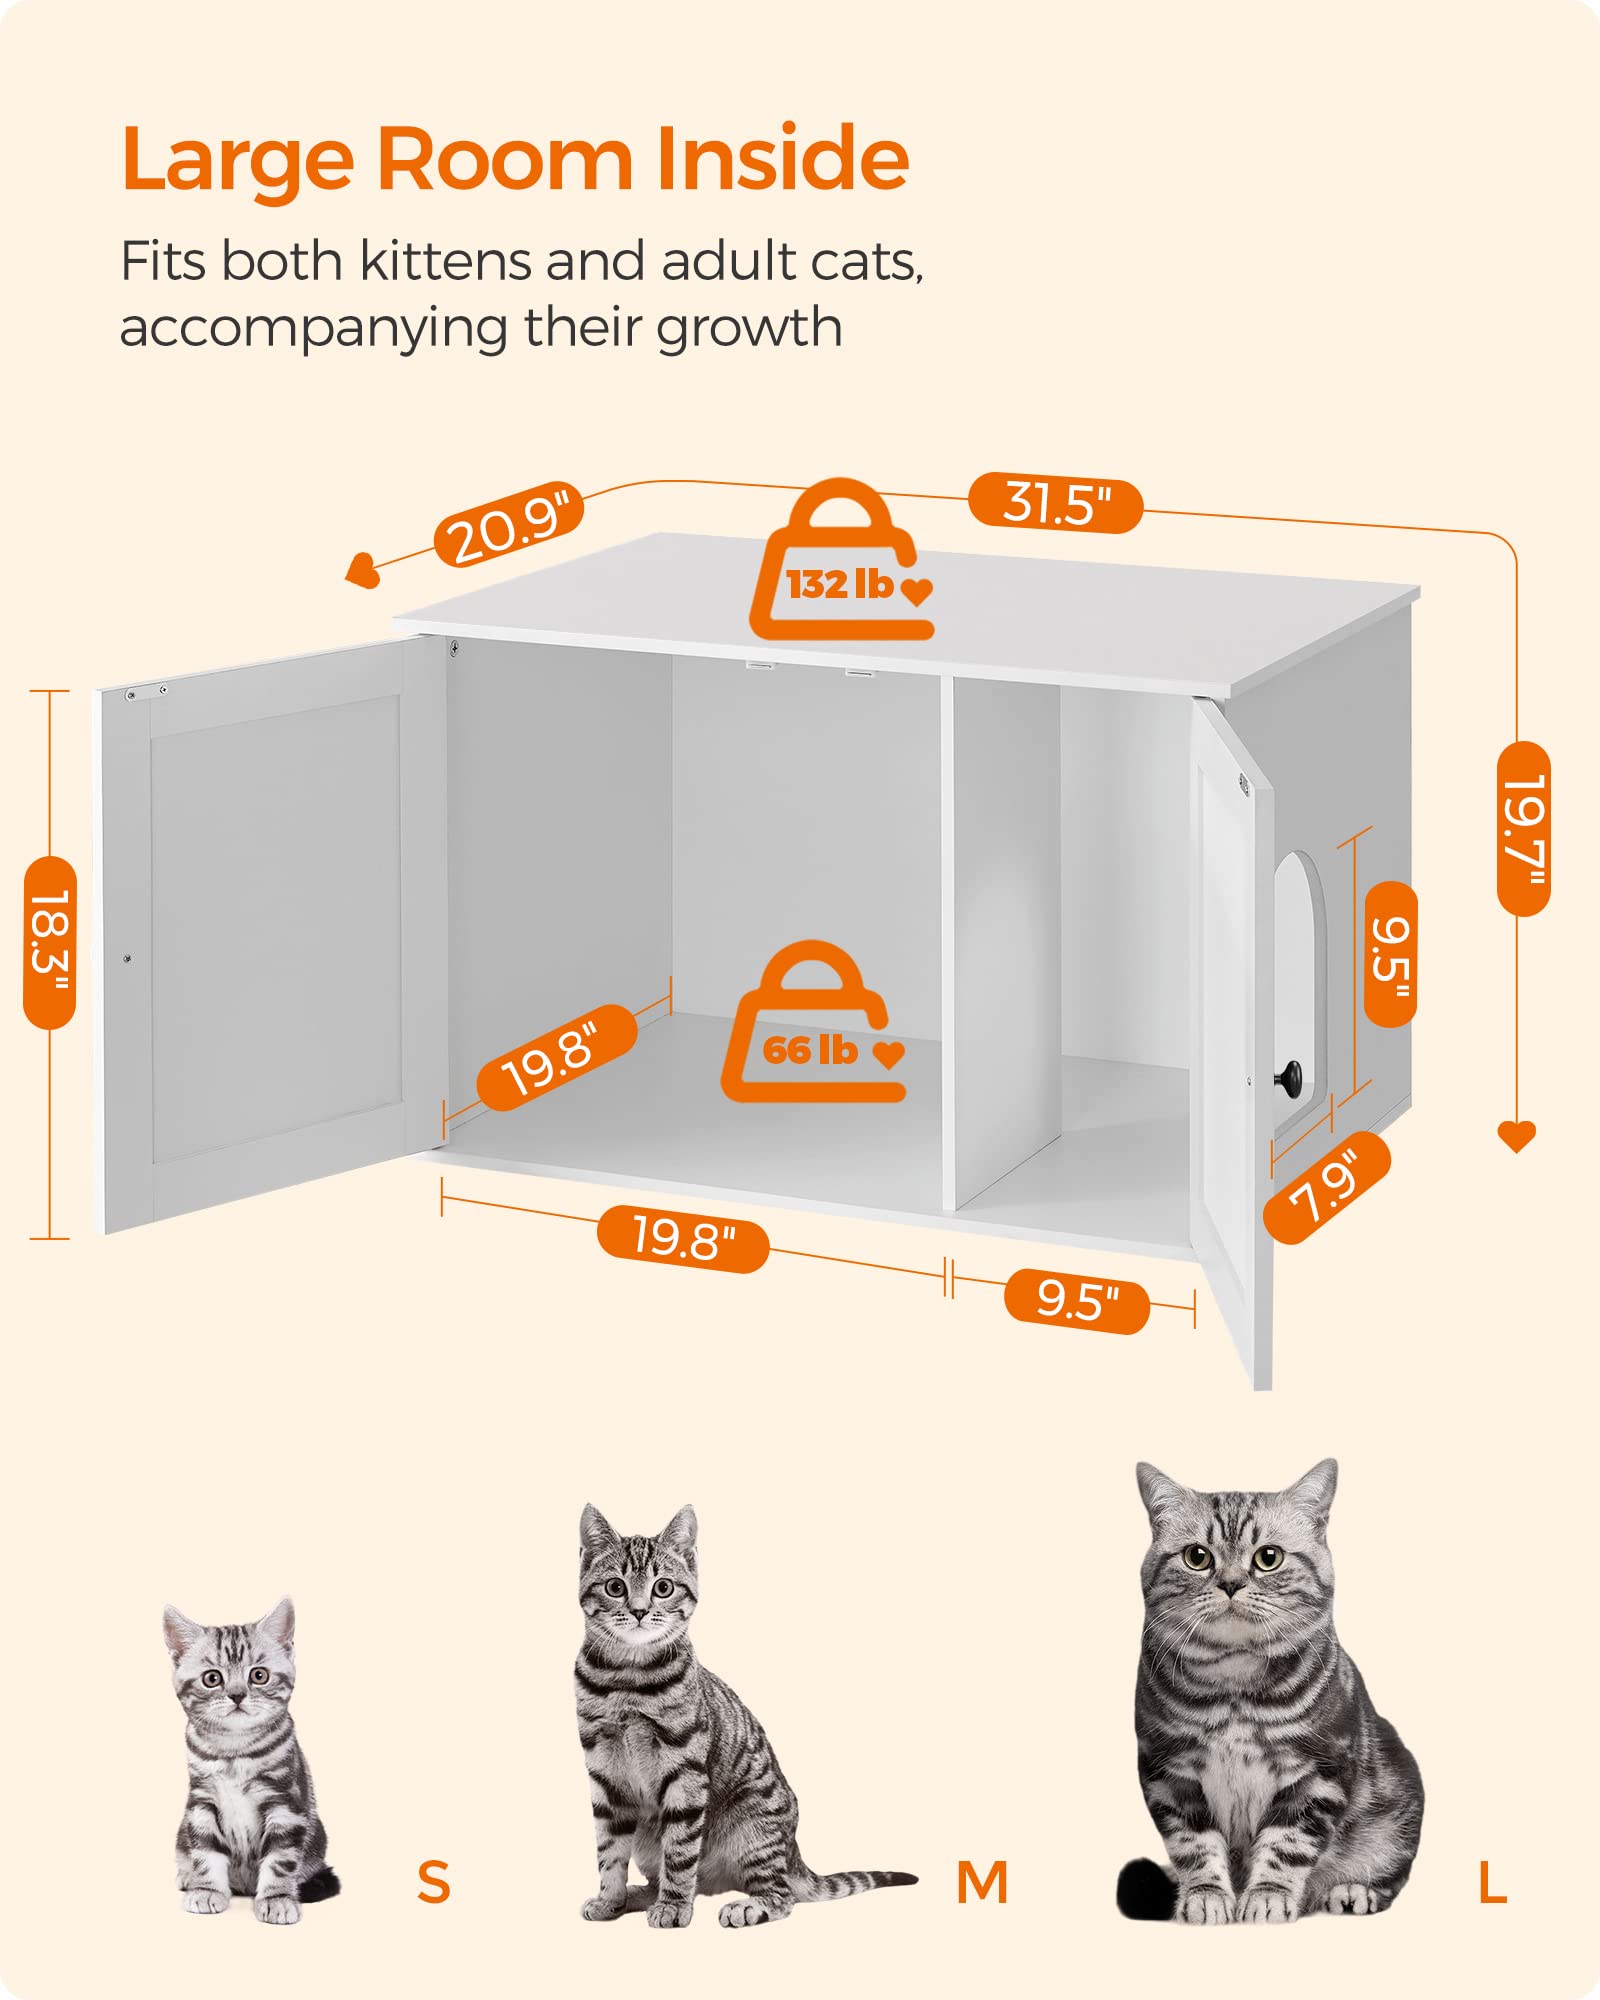 Large Room Inside
Fits both kittens and adult cats,
accompanying their growth
20.9"
31.5"
132 lb
19.7"
18.3"
9.5"
19.8"
66 lb
7.9"
19.8"
9.5"
S
M
L